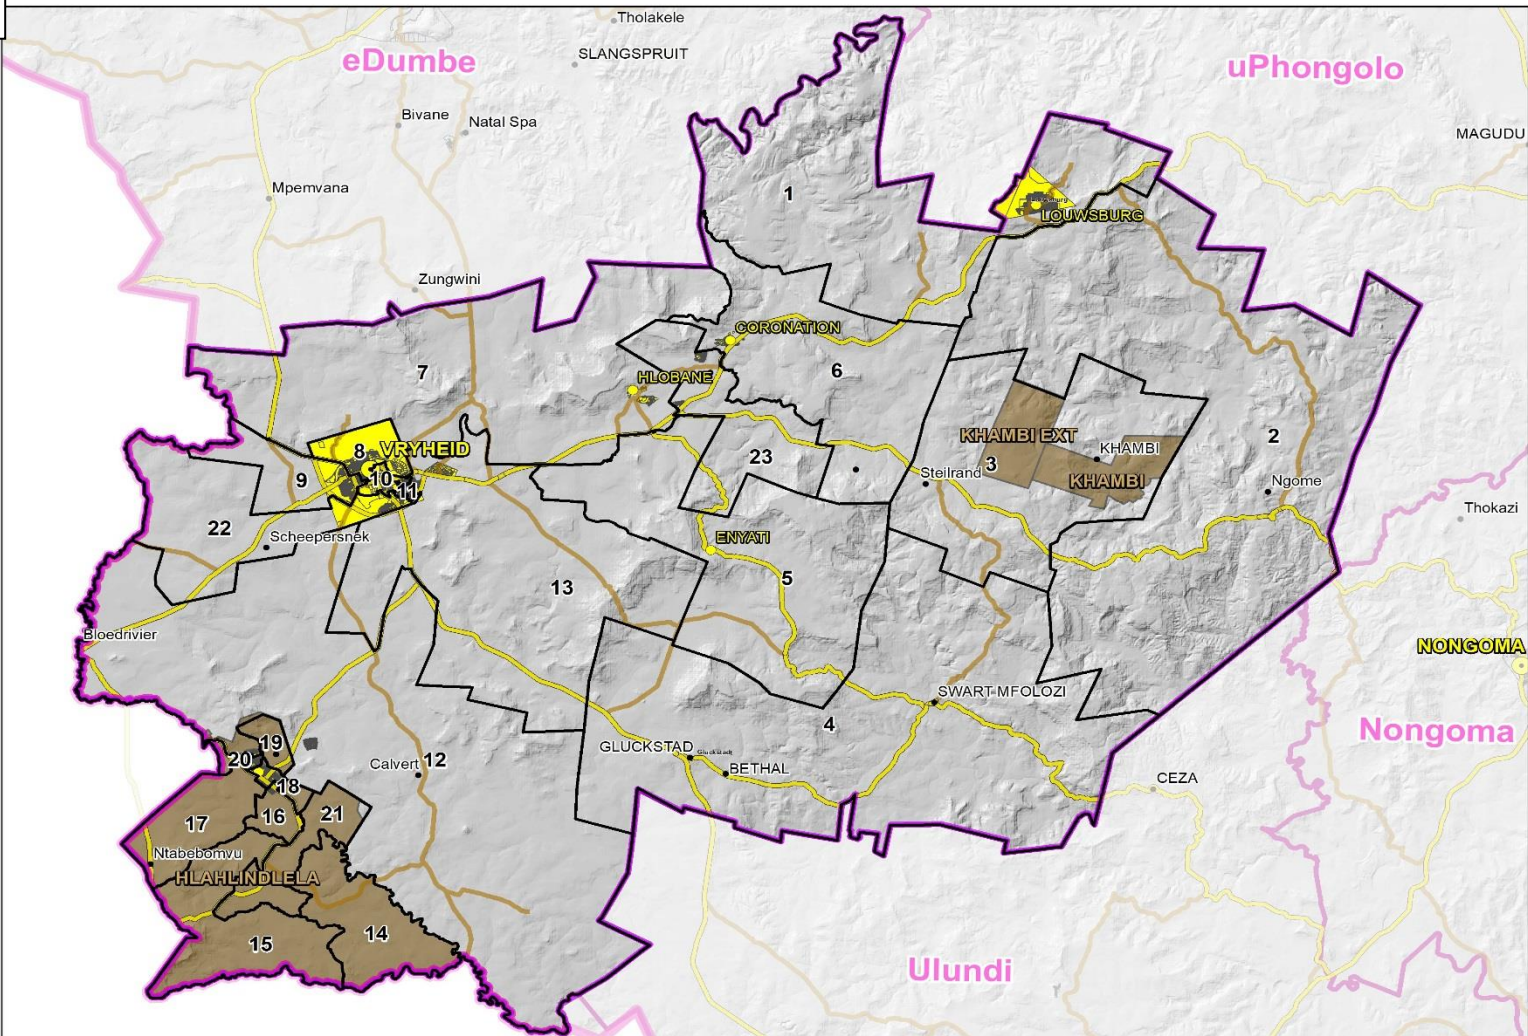 Tholakele
eDumbe
SLANGSPRUIT
uPhongolo
Bivane
Natal Spa
MAGUDU
Mpemvana
1
LOUWSBURG
Zungwini
CORONATION
7
6
HLOBANE
2
8
VRYHEID
KHAMBI EXT
KHAMBI
23
3
Steilrand
9
10
11
KHAMBI
Ngome
22
Thokazi
Scheepersnek
ENYATI
13
5
Bloedrivier
NONGOMA
SWART MFOLOZI
4
Nongoma
19
GLUCKSTAD
Gluckstadt
20
Calvert
12
BETHAL
CEZA
18
17
16
21
Ntabebomvu
HLAHLINDLELA
14
15
Ulundi